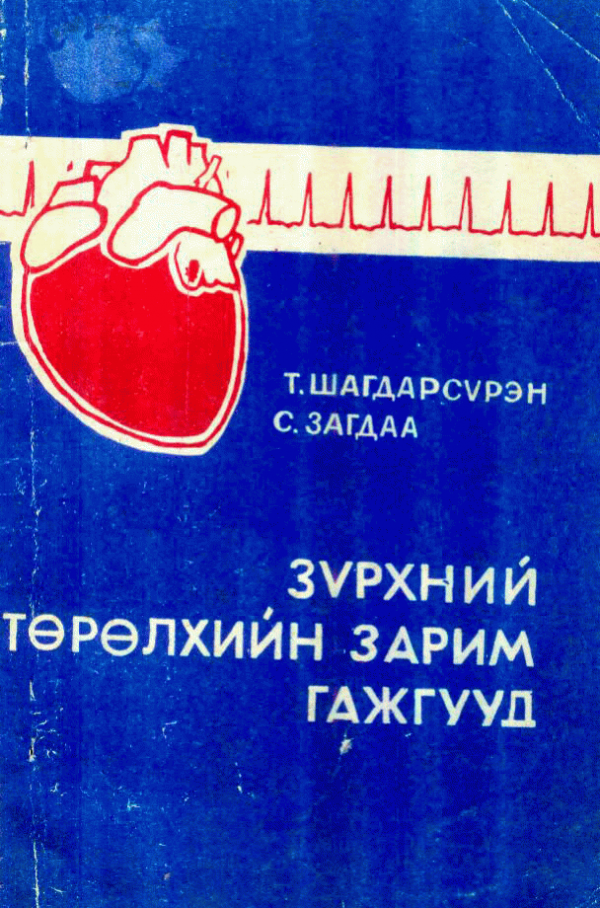 Т. ШАГДАРСҮРЭН
С. ЗАГДАА
ЗҮРХНИЙ
ТӨРӨЛХИЙН ЗАРИМ
ГАЖГУУД